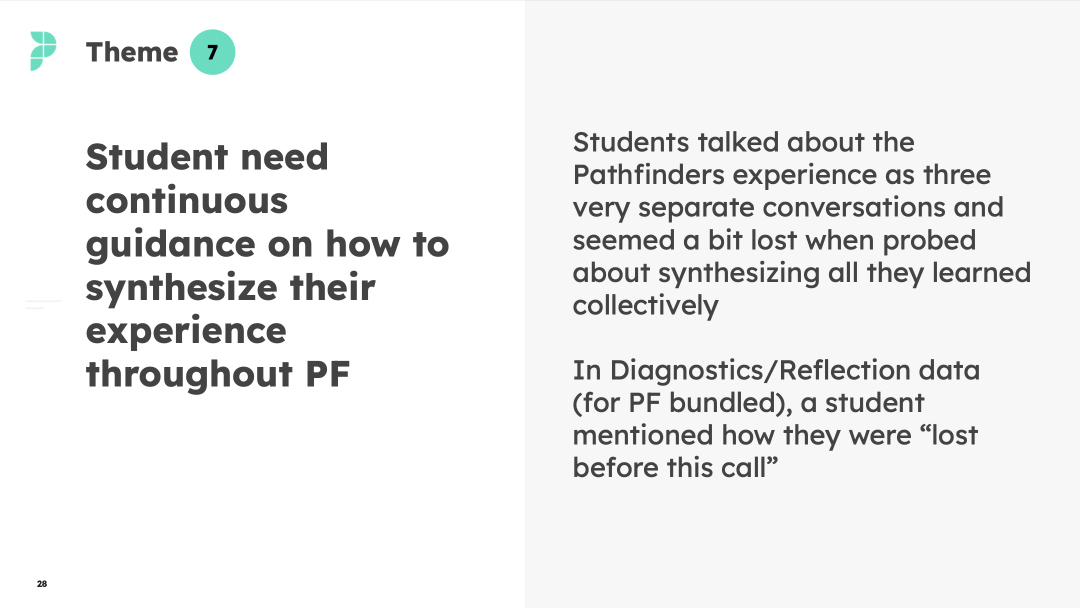 Theme 7
Student need
continuous
guidance on how to
synthesize their
experience
throughout PF
Students talked about the
Pathfinders experience as three
very separate conversations and
seemed a bit lost when probed
about synthesizing all they learned
collectively
In Diagnostics/Reflection data
(for PF bundled), a student
mentioned how they were “lost
before this call”
28